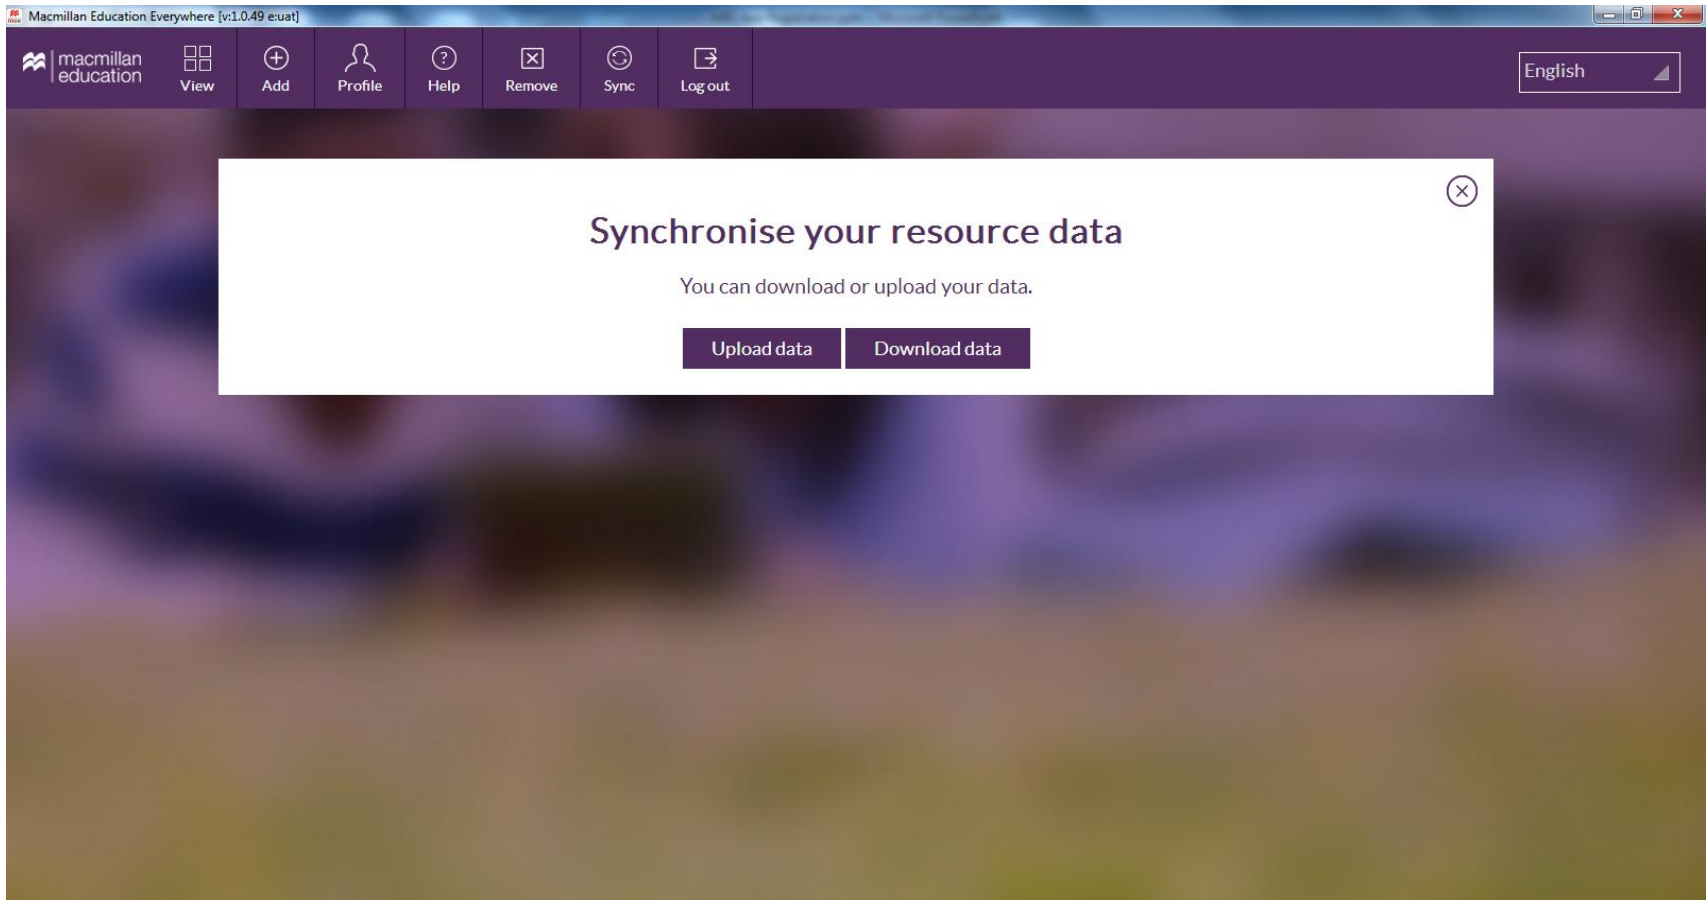 Macmillan Education Everywhere [v:1.0.49 e:uat]
macmillan
education
View
Add
Profile
Help
Remove
Sync
Log out
English
Synchronise your resource data
You can download or upload your data.
Upload data
Download data